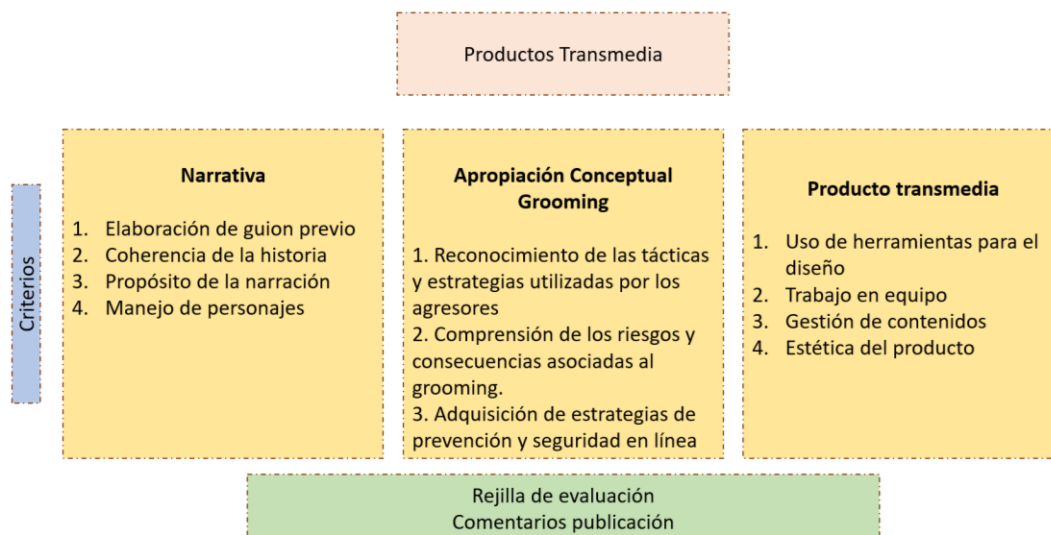 Productos Transmedia
Criterios
Narrativa
1. Elaboración de guion previo
2. Coherencia de la historia
3. Propósito de la narración
4. Manejo de personajes
Apropiación Conceptual
Grooming
1. Reconocimiento de las tácticas
y estrategias utilizadas por los
agresores
2. Comprensión de los riesgos y
consecuencias asociadas al
grooming.
3. Adquisición de estrategias de
prevención y seguridad en línea
Producto transmedia
1. Uso de herramientas para el
diseño
2. Trabajo en equipo
3. Gestión de contenidos
4. Estética del producto
Rejilla de evaluación
Comentarios publicación